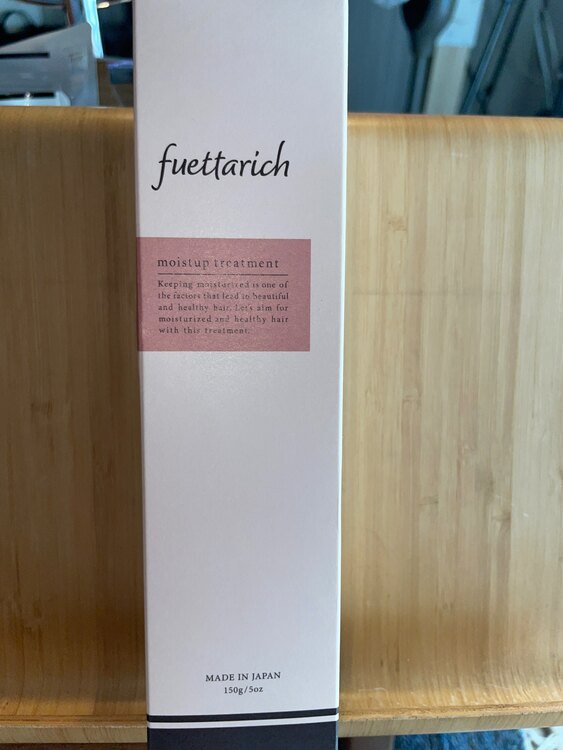 fuettarich
moistup treatment
Keeping moisturized is one of
the factors that lead to beautiful
and healthy hair. Let's aim for
moisturized and healthy hair
with this treatment.
MADE IN JAPAN
150g/5oz